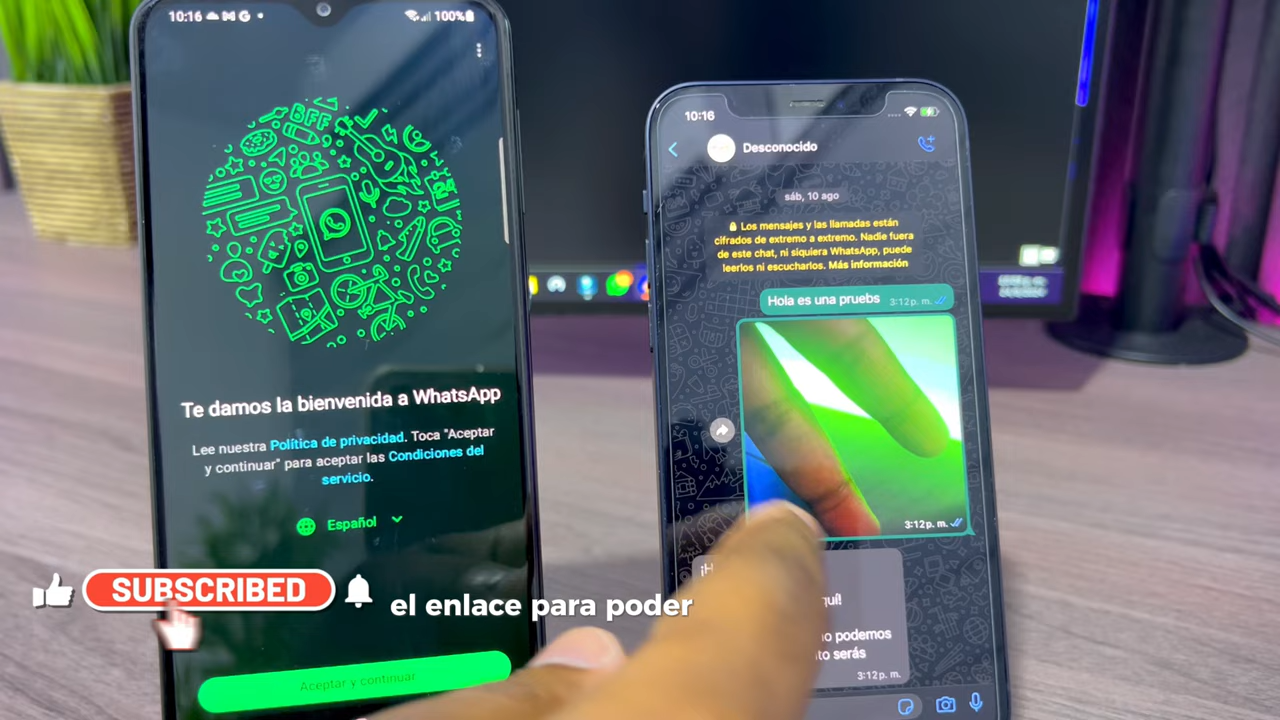 10:16
100%
BFF
24
Te damos la bienvenida a WhatsApp
Lee nuestra Política de privacidad. Toca "Aceptar
y continuar" para aceptar las Condiciones del
servicio.
Español
Aceptar y continuar
10:16
Desconocido
sáb, 10 ago
Los mensajes y las llamadas están
cifrados de extremo a extremo. Nadie fuera
de este chat, ni siquiera WhatsApp, puede
leerlos ni escucharlos. Más información
Hola es una pruebs 3:12 p. m.
3:12 p. m.
podemos
serás
3:12 p. m.
SUBSCRIBED
el enlace para poder